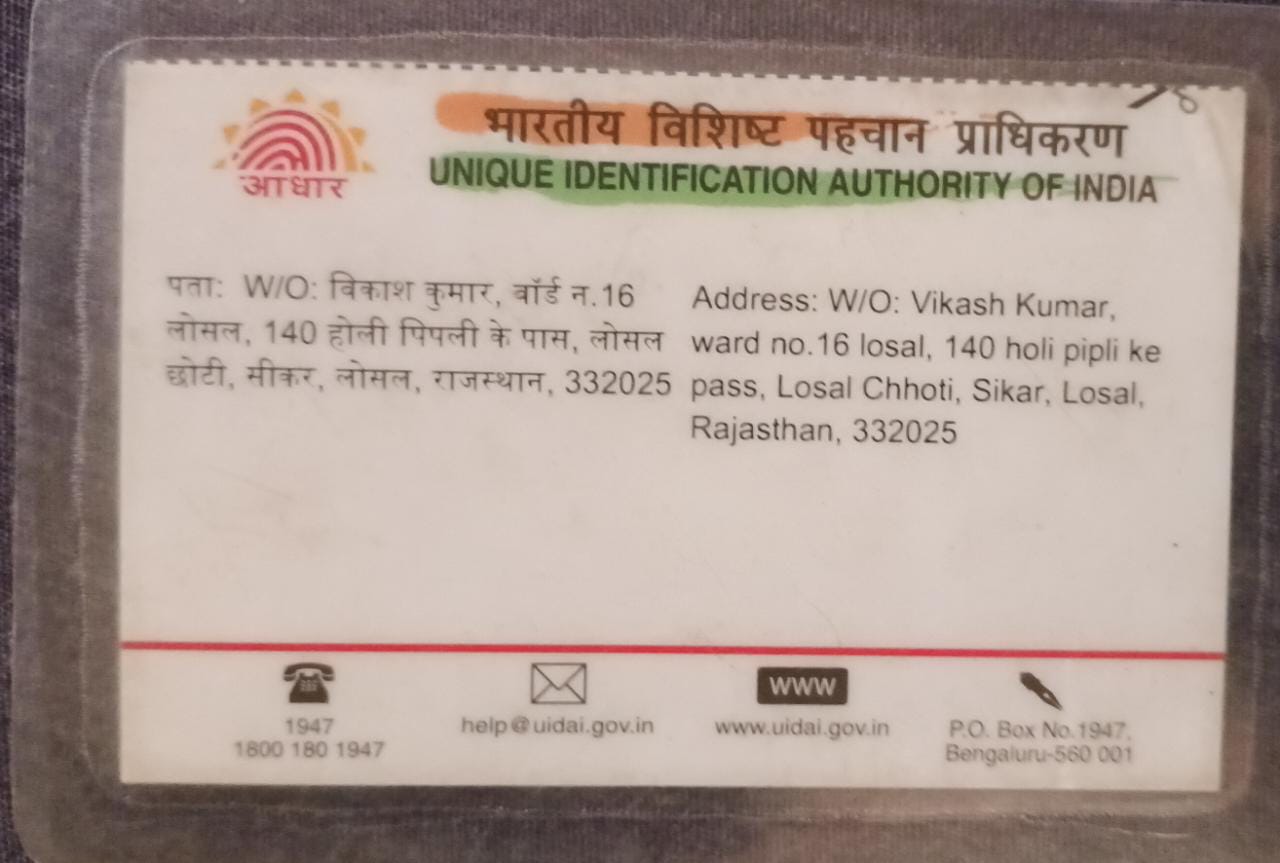 आधार
भारतीय विशिष्ट पहचान प्राधिकरण
UNIQUE IDENTIFICATION AUTHORITY OF INDIA
पता: W/O: विकाश कुमार, वॉर्ड न.16
लोसल, 140 होली पिपली के पास, लोसल
छोटी, सीकर, लोसल, राजस्थान, 332025
Address: W/O: Vikash Kumar,
ward no.16 losal, 140 holi pipli ke
pass, Losal Chhoti, Sikar, Losal,
Rajasthan, 332025
1947
1800 180 1947
help@uidai.gov.in
WWW
www.uidai.gov.in
P.O. Box No.1947,
Bengaluru-560 001